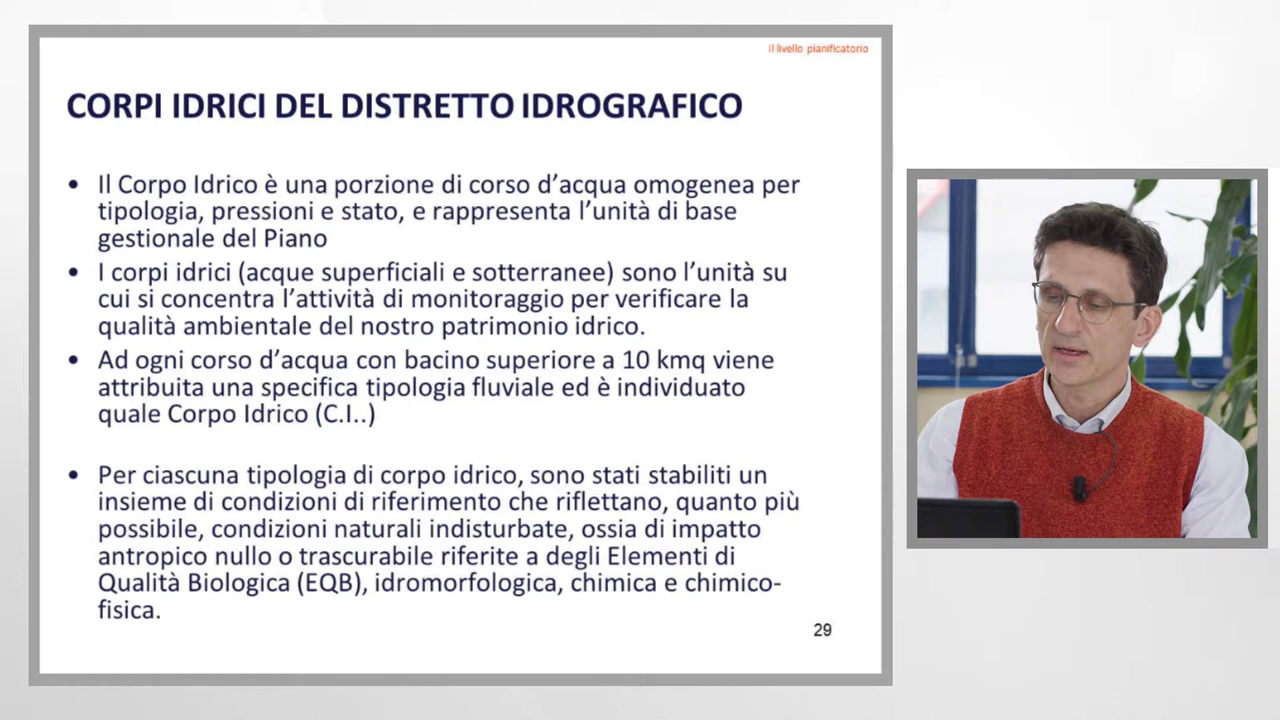 Il livello pianificatorio
CORPI IDRICI DEL DISTRETTO IDROGRAFICO
• Il Corpo Idrico è una porzione di corso d’acqua omogenea per
tipologia, pressioni e stato, e rappresenta l’unità di base
gestionale del Piano
• I corpi idrici (acque superficiali e sotterranee) sono l’unità su
cui si concentra l’attività di monitoraggio per verificare la
qualità ambientale del nostro patrimonio idrico.
• Ad ogni corso d’acqua con bacino superiore a 10 kmq viene
attribuita una specifica tipologia fluviale ed è individuato
quale Corpo Idrico (C.I..)
• Per ciascuna tipologia di corpo idrico, sono stati stabiliti un
insieme di condizioni di riferimento che riflettano, quanto più
possibile, condizioni naturali indisturbate, ossia di impatto
antropico nullo o trascurabile riferite a degli Elementi di
Qualità Biologica (EQB), idromorfologica, chimica e chimico-
fisica.
29